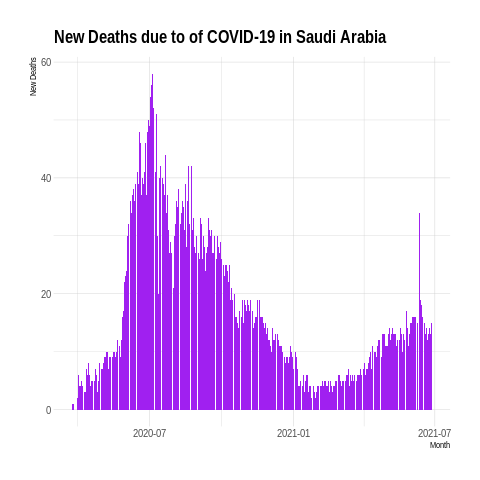 New Deaths due to of COVID-19 in Saudi Arabia
New Deaths
60
40
20
0
2020-07
2021-01
2021-07
Month